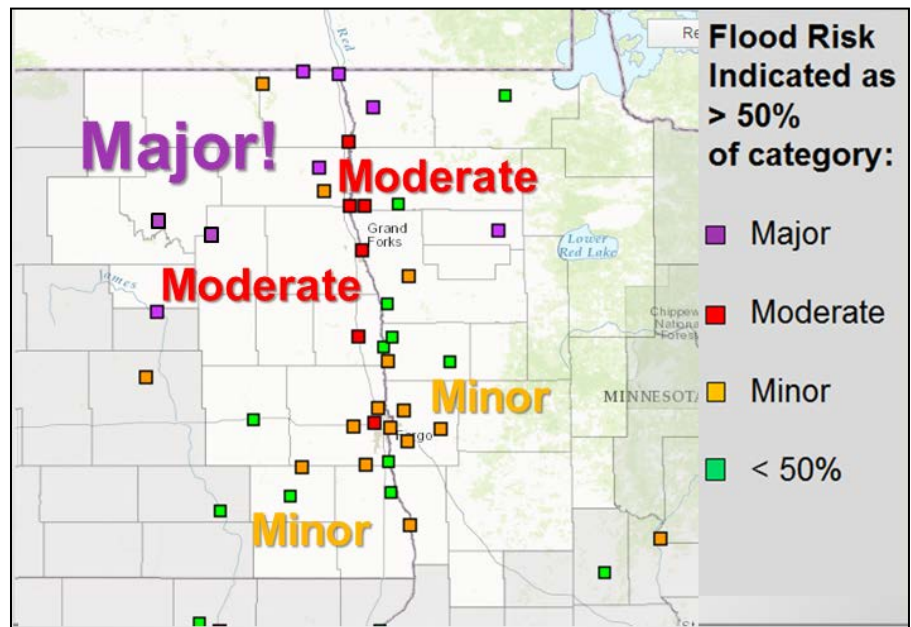 Red
Re
Flood Risk
Indicated as
> 50%
of category:
Major!
Moderate
Grand
Forks
Lower
Red Lake
Major
James
Moderate
Chippew
National
Forest
Moderate
MINNESOTA
Minor
Minor
Fargo
< 50%
Minor